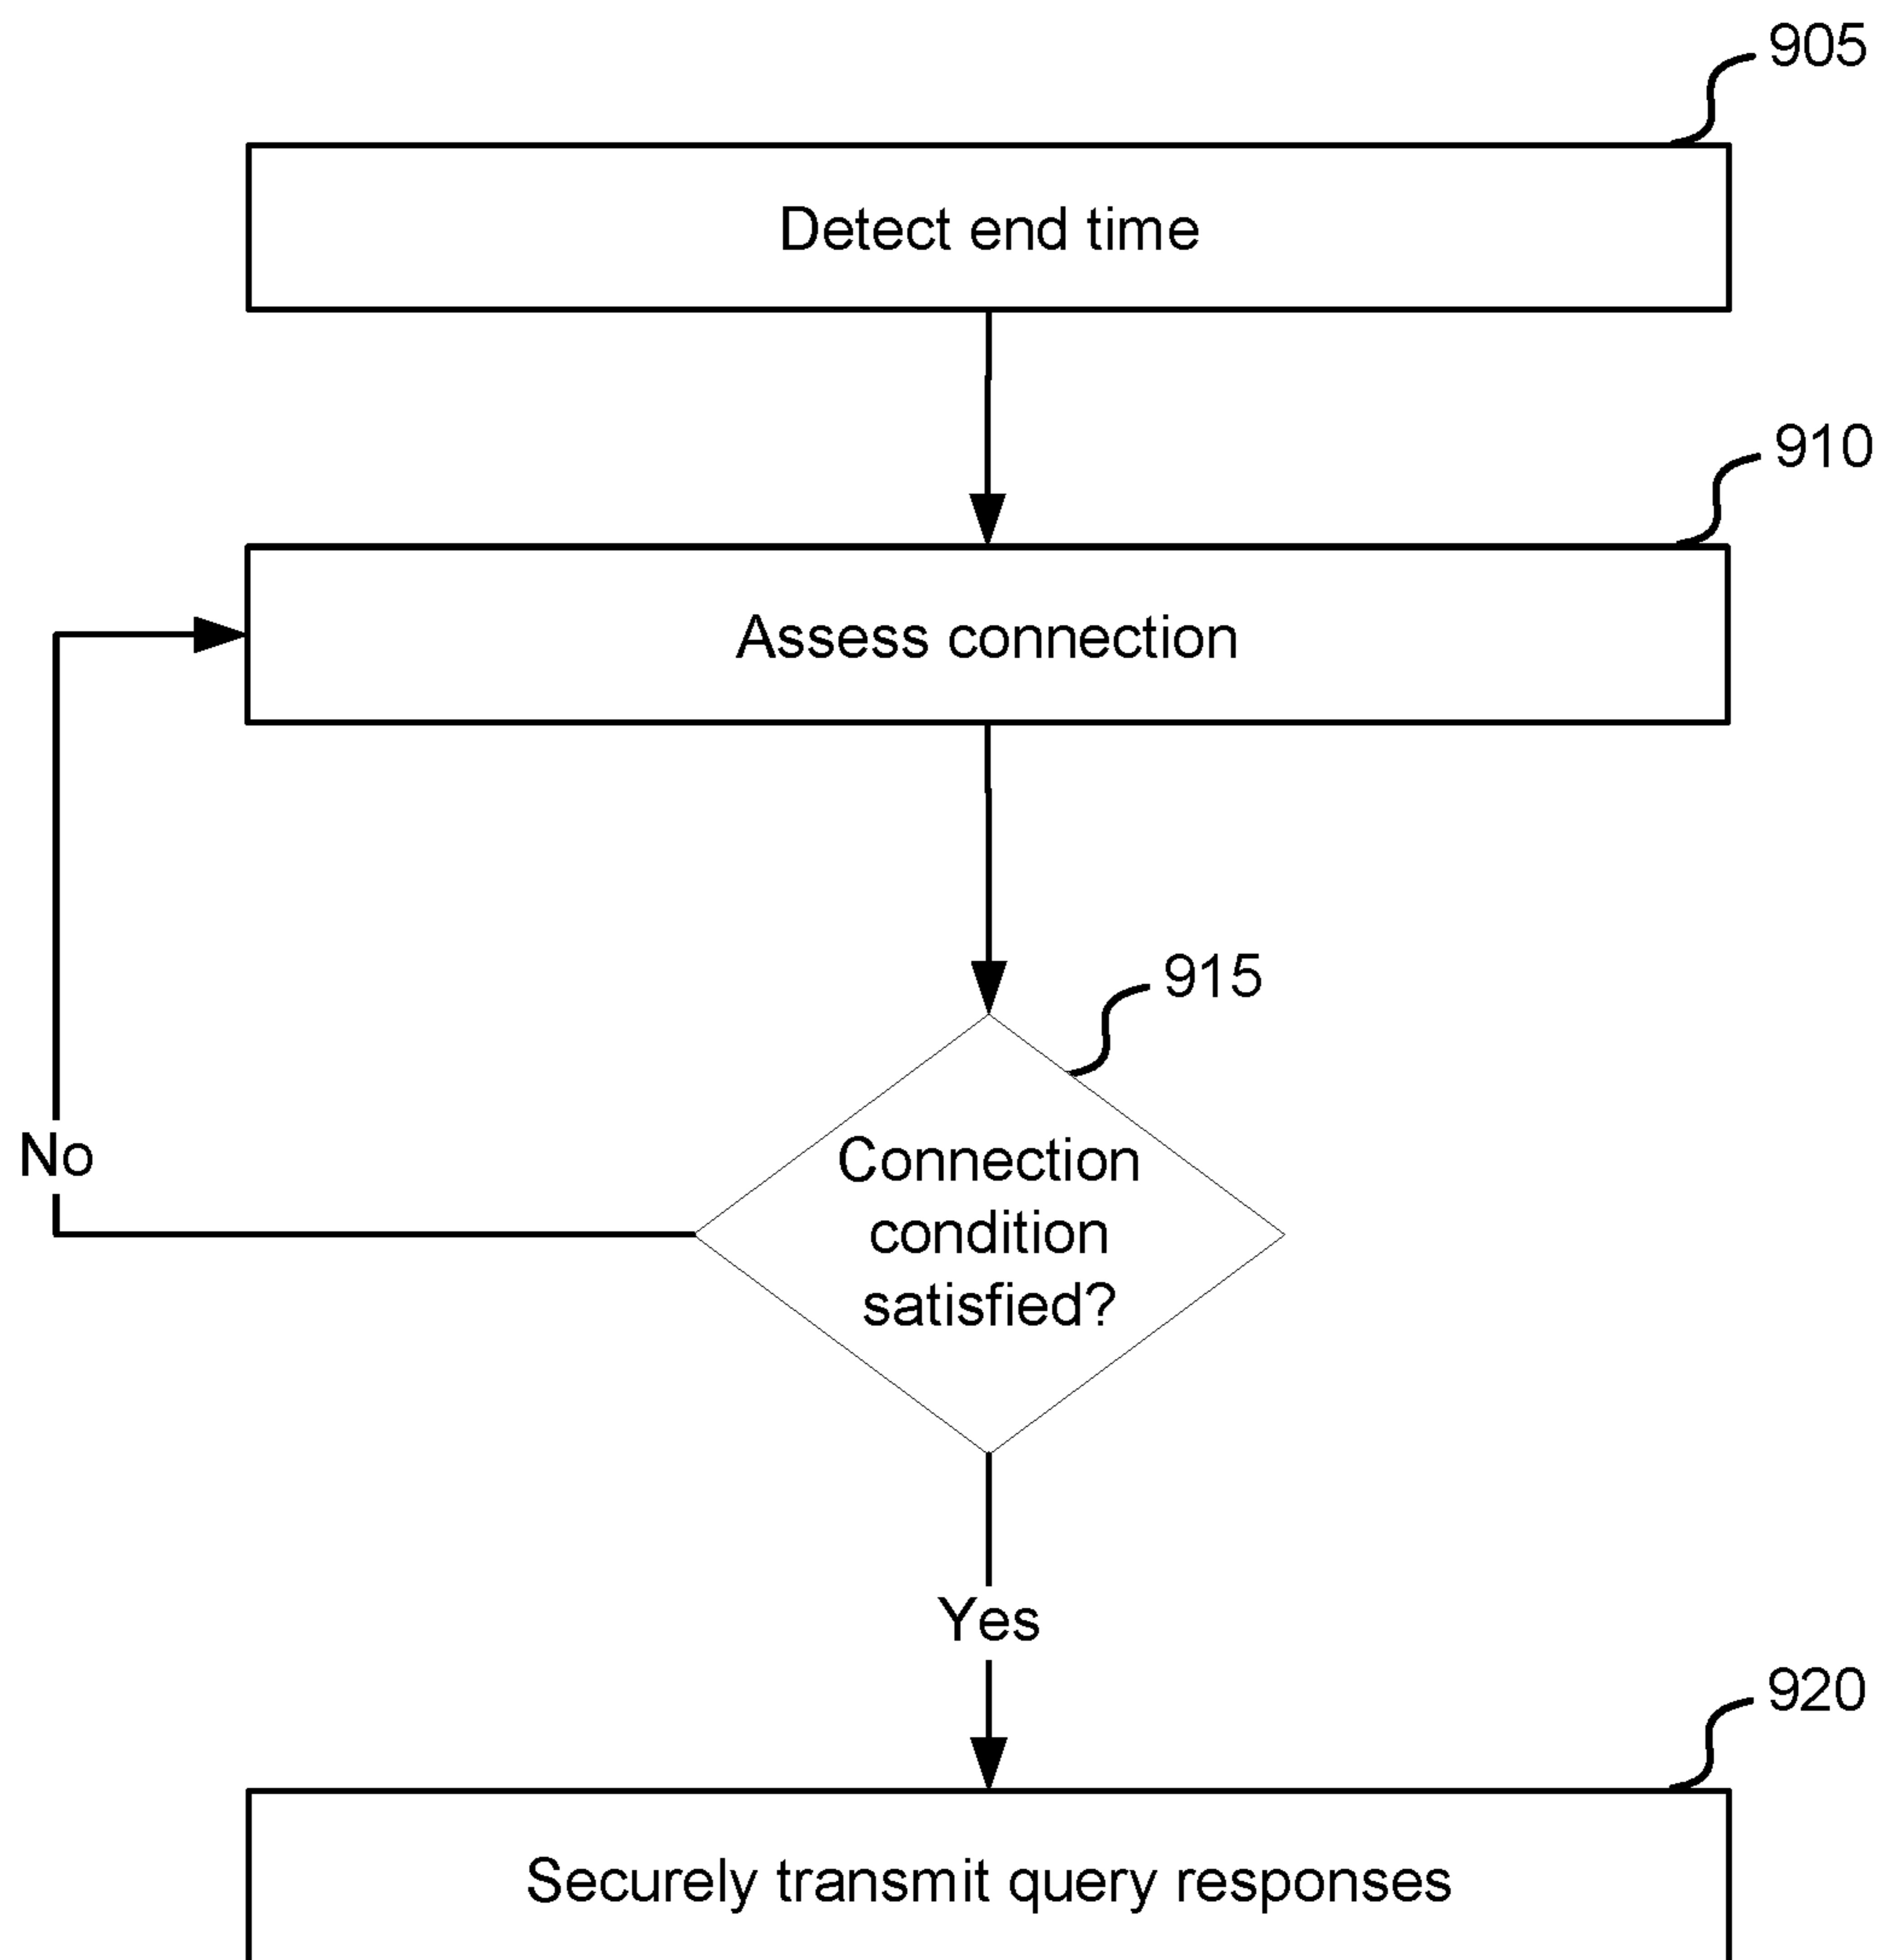 905
Detect end time
910
Assess connection
915
No
Connection
condition
satisfied?
Yes
920
Securely transmit query responses